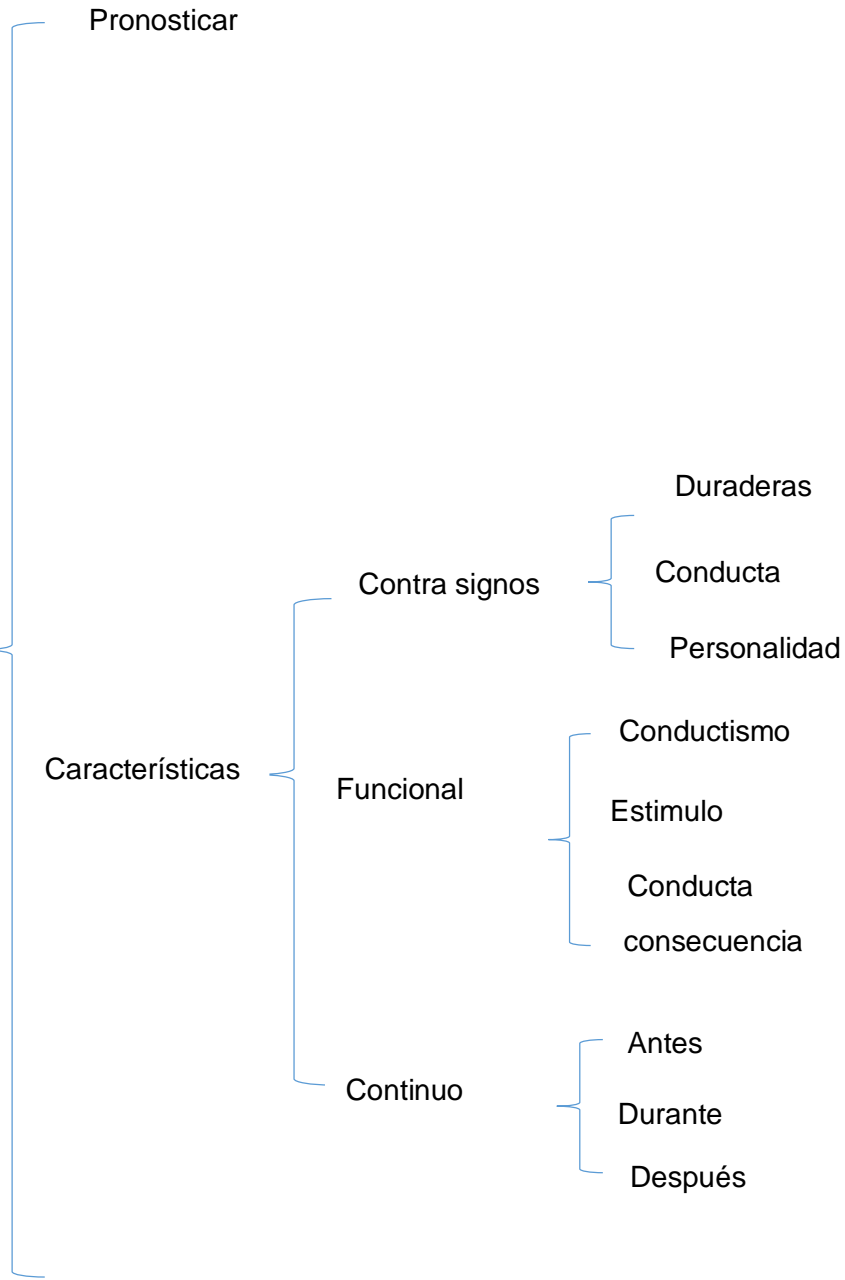 Pronosticar
Duraderas
Contra signos
Conducta
Personalidad
Características
Funcional
Conductismo
Estimulo
Conducta
consecuencia
Continuo
Antes
Durante
Después